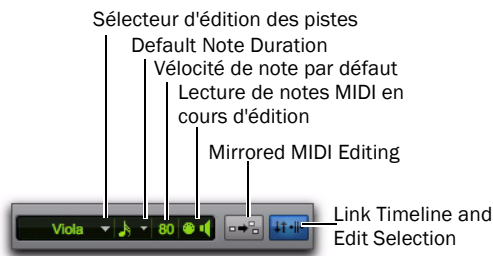 Sélecteur d'édition des pistes
Default Note Duration
Vélocité de note par défaut
Lecture de notes MIDI en
cours d'édition
Mirrored MIDI Editing
Viola
80
Link Timeline and
Edit Selection